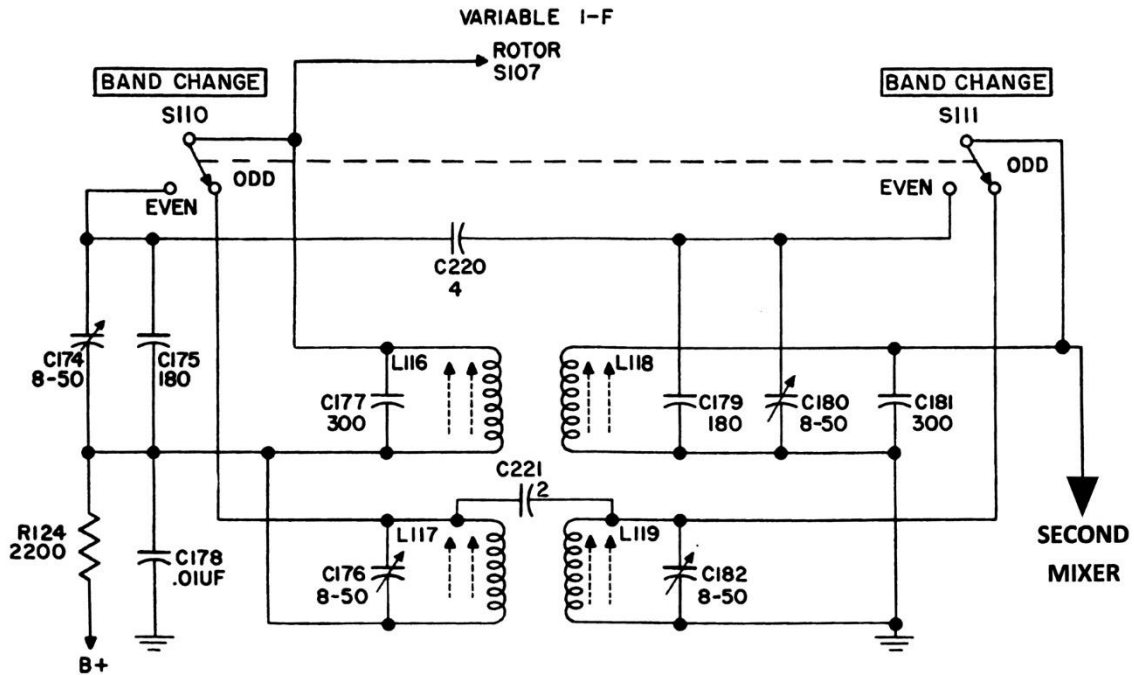 VARIABLE I-F
ROTOR
S107
BAND CHANGE
S110
ODD
EVEN
BAND CHANGE
S111
ODD
EVEN
C220
4
C174
8-50
C175
180
L116
C177
300
L118
C179
180
C180
8-50
C181
300
C221
2
R124
2200
C178
.01UF
L117
C176
8-50
L119
C182
8-50
SECOND
MIXER
B+